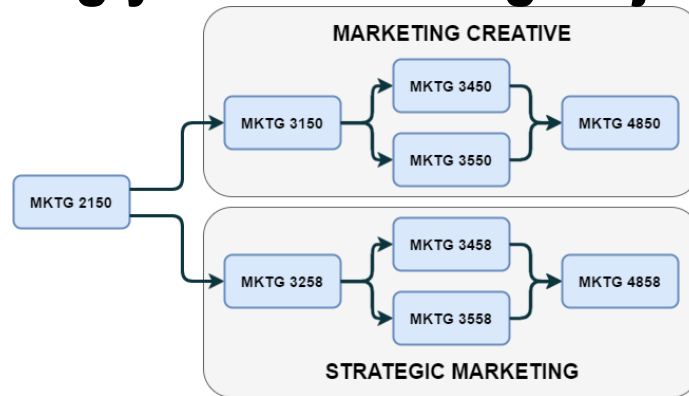 MARKETING CREATIVE
MKTG 3450
MKTG 3150
MKTG 4850
MKTG 3550
MKTG 2150
MKTG 3458
MKTG 3258
MKTG 4858
MKTG 3558
STRATEGIC MARKETING